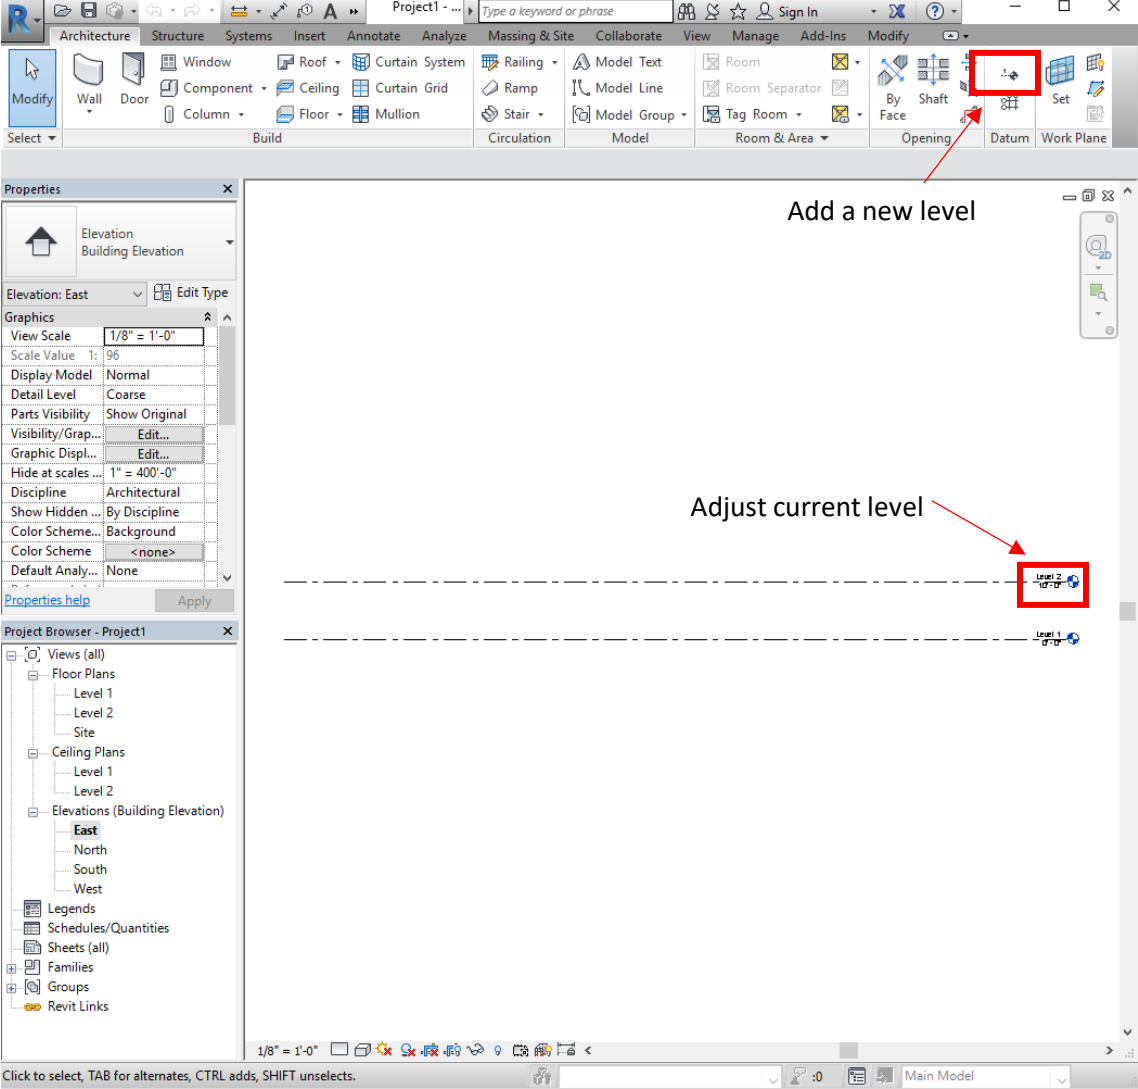 R Project1 - ... Type a keyword or phrase Sign In ?
Architecture Structure Systems Insert Annotate Analyze Massing & Site Collaborate View Manage Add-Ins Modify
Modify
Wall
Door
Window
Component
Column
Roof
Ceiling
Floor
Curtain System
Curtain Grid
Mullion
Railing
Ramp
Stair
Model Text
Model Line
Model Group
Room
Room Separator
Tag Room
By
Face
Shaft
Set
Select Build Circulation Model Room & Area Opening Datum Work Plane
Add a new level
Properties
Elevation
Building Elevation
Elevation: East Edit Type
Graphics
View Scale 1/8" = 1'-0"
Scale Value 1: 96
Display Model Normal
Detail Level Coarse
Parts Visibility Show Original
Visibility/Grap... Edit...
Graphic Displ... Edit...
Hide at scales ... 1" = 400'-0"
Discipline Architectural
Show Hidden ... By Discipline
Color Scheme... Background
Color Scheme <none>
Default Analy... None
Properties help Apply
2D
Adjust current level
Level 2
10' - 0"
Level 1
0' - 0"
Project Browser - Project1
Views (all)
Floor Plans
Level 1
Level 2
Site
Ceiling Plans
Level 1
Level 2
Elevations (Building Elevation)
East
North
South
West
Legends
Schedules/Quantities
Sheets (all)
Families
Groups
Revit Links
1/8" = 1'-0"
Click to select, TAB for alternates, CTRL adds, SHIFT unselects. :0 Main Model